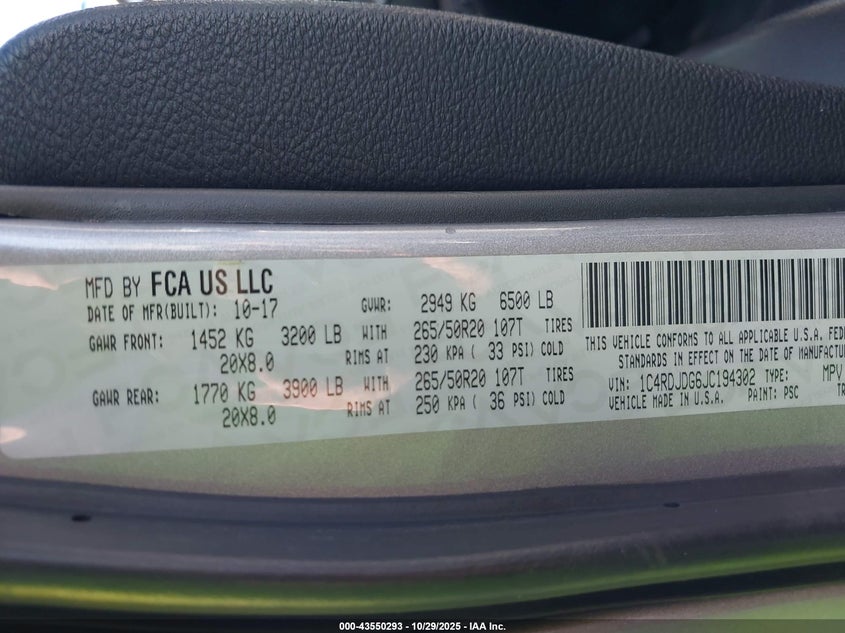 MFD BY FCA US LLC
DATE OF MFR(BUILT): 10-17 GVWR: 2949 KG 6500 LB
GAWR FRONT: 1452 KG 3200 LB WITH 265/50R20 107T TIRES
20X8.0 RIMS AT 230 KPA ( 33 PSI) COLD
GAWR REAR: 1770 KG 3900 LB WITH 265/50R20 107T TIRES
20X8.0 RIMS AT 250 KPA ( 36 PSI) COLD
THIS VEHICLE CONFORMS TO ALL APPLICABLE U.S.A. FEDE
STANDARDS IN EFFECT ON THE DATE OF MANUFACTUR
VIN: 1C4RDJDG6JC194302 TYPE: MPV
VEHICLE MADE IN U.S.A. PAINT: PSC TR
000-43550293 - 10/29/2025 - IAA Inc.